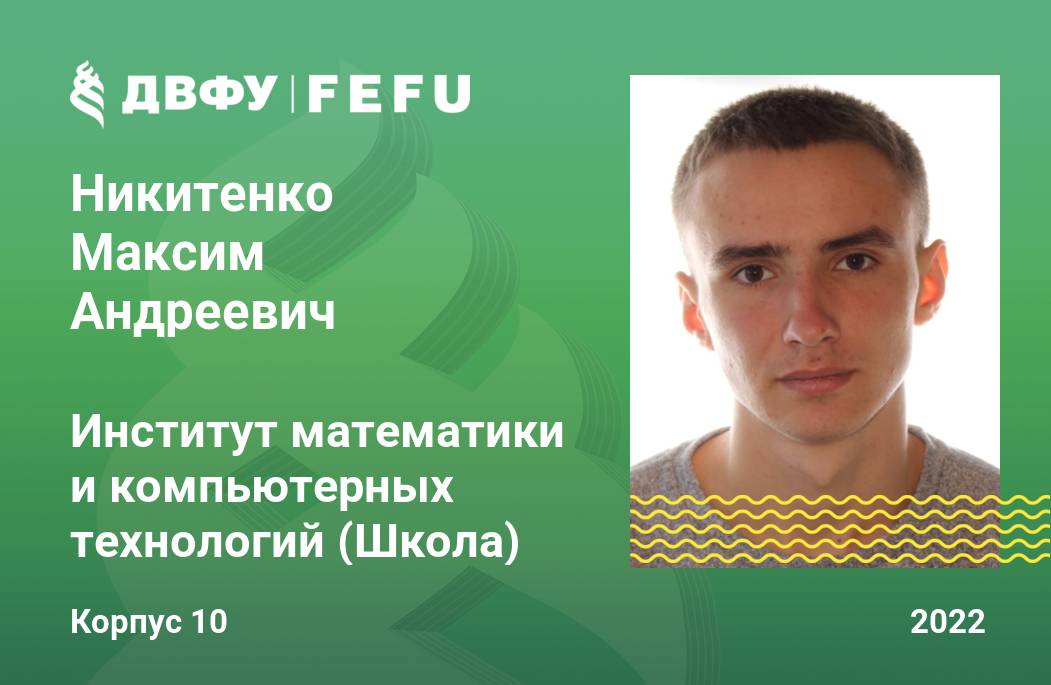 ДВФУ | FEFU
Никитенко
Максим
Андреевич
Институт математики
и компьютерных
технологий (Школа)
Корпус 10
2022